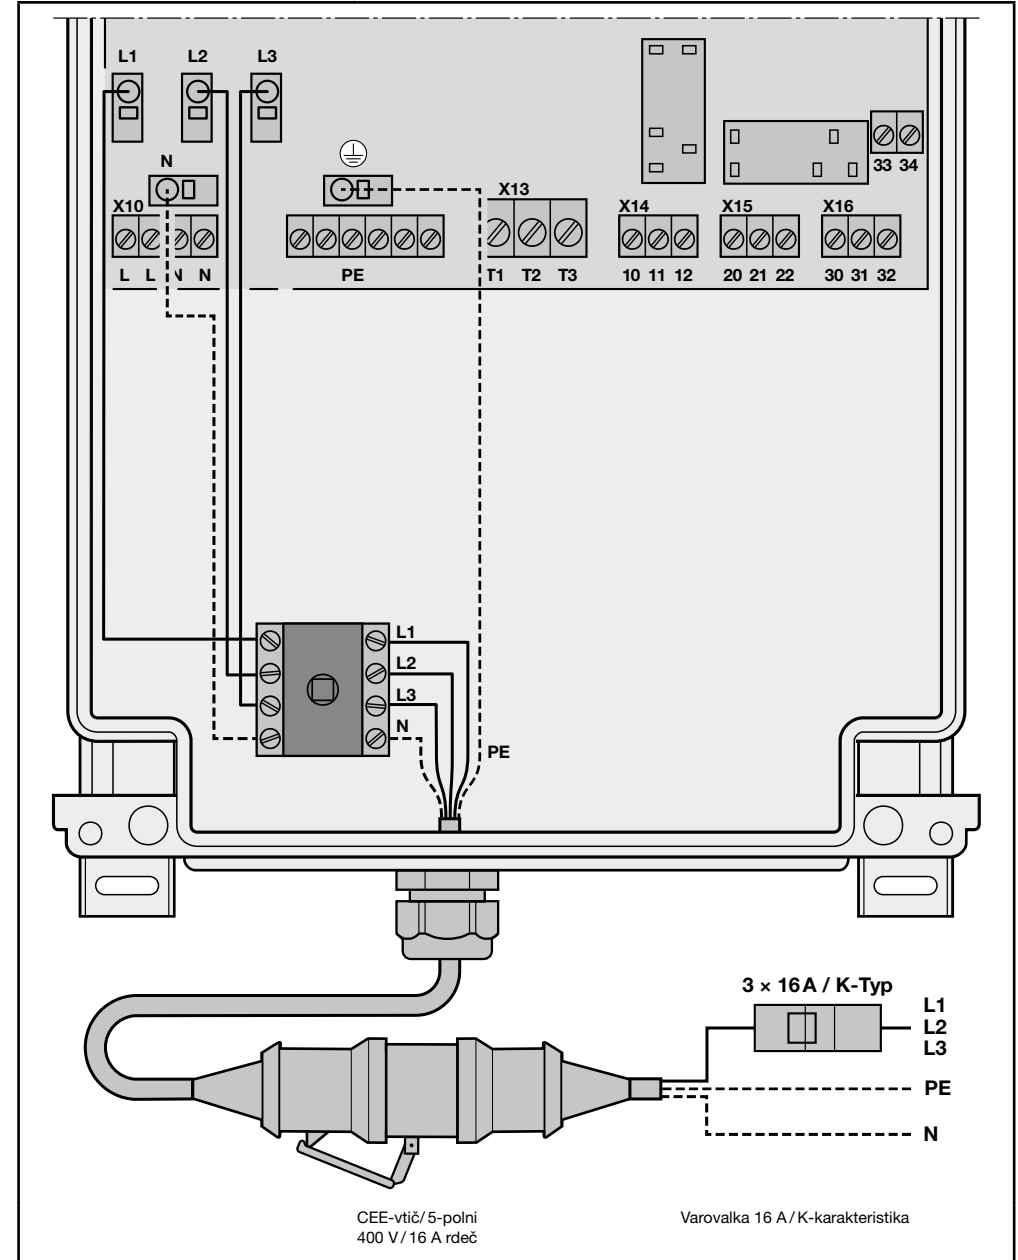 L1 L2 L3
N
X10 X13 X14 X15 X16
33 34
L L N N PE T1 T2 T3 10 11 12 20 21 22 30 31 32
L1
L2
L3
N
PE
3 × 16 A / K-Typ
L1
L2
L3
PE
N
CEE-vtič/ 5-polni
400 V / 16 A rdeč
Varovalka 16 A / K-karakteristika